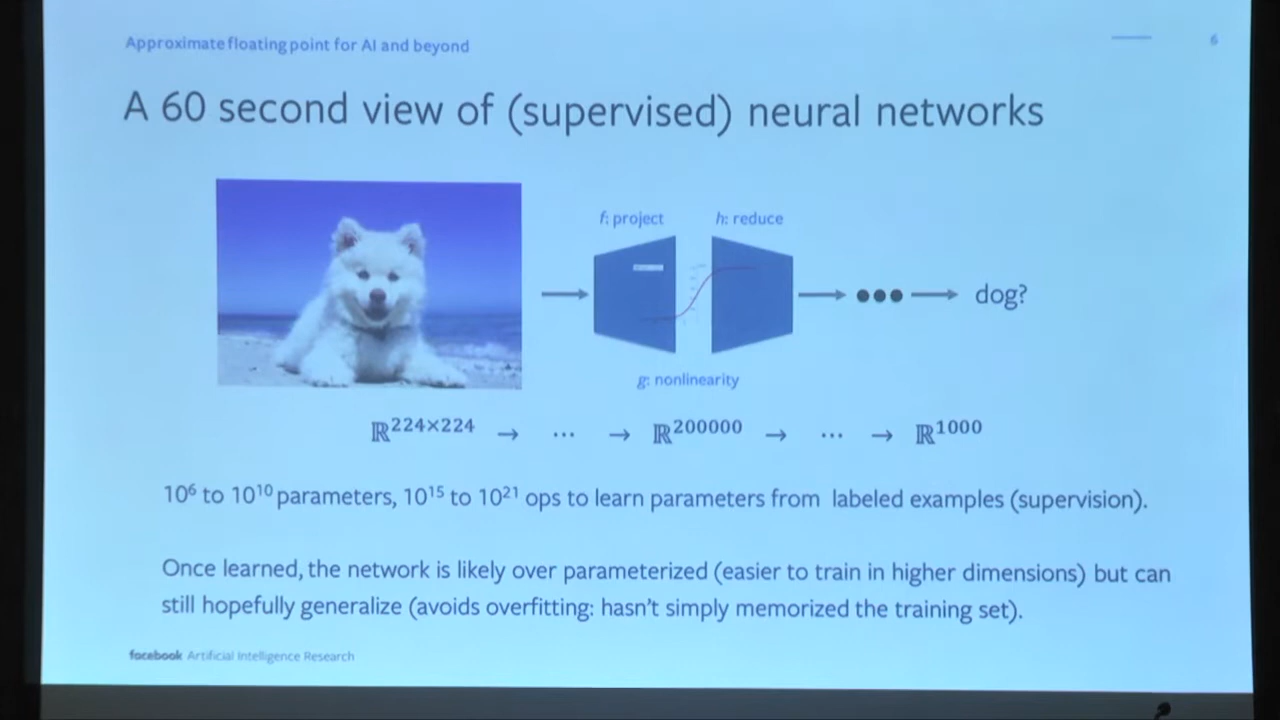 Approximate floating point for AI and beyond
6
A 60 second view of (supervised) neural networks
f: project
h: reduce
dog?
g: nonlinearity
ℝ²²⁴ˣ²²⁴ → ... → ℝ²⁰⁰⁰⁰⁰ → ... → ℝ¹⁰⁰⁰
10⁶ to 10¹⁰ parameters, 10¹⁵ to 10²¹ ops to learn parameters from labeled examples (supervision).
Once learned, the network is likely over parameterized (easier to train in higher dimensions) but can
still hopefully generalize (avoids overfitting: hasn't simply memorized the training set).
facebook Artificial Intelligence Research